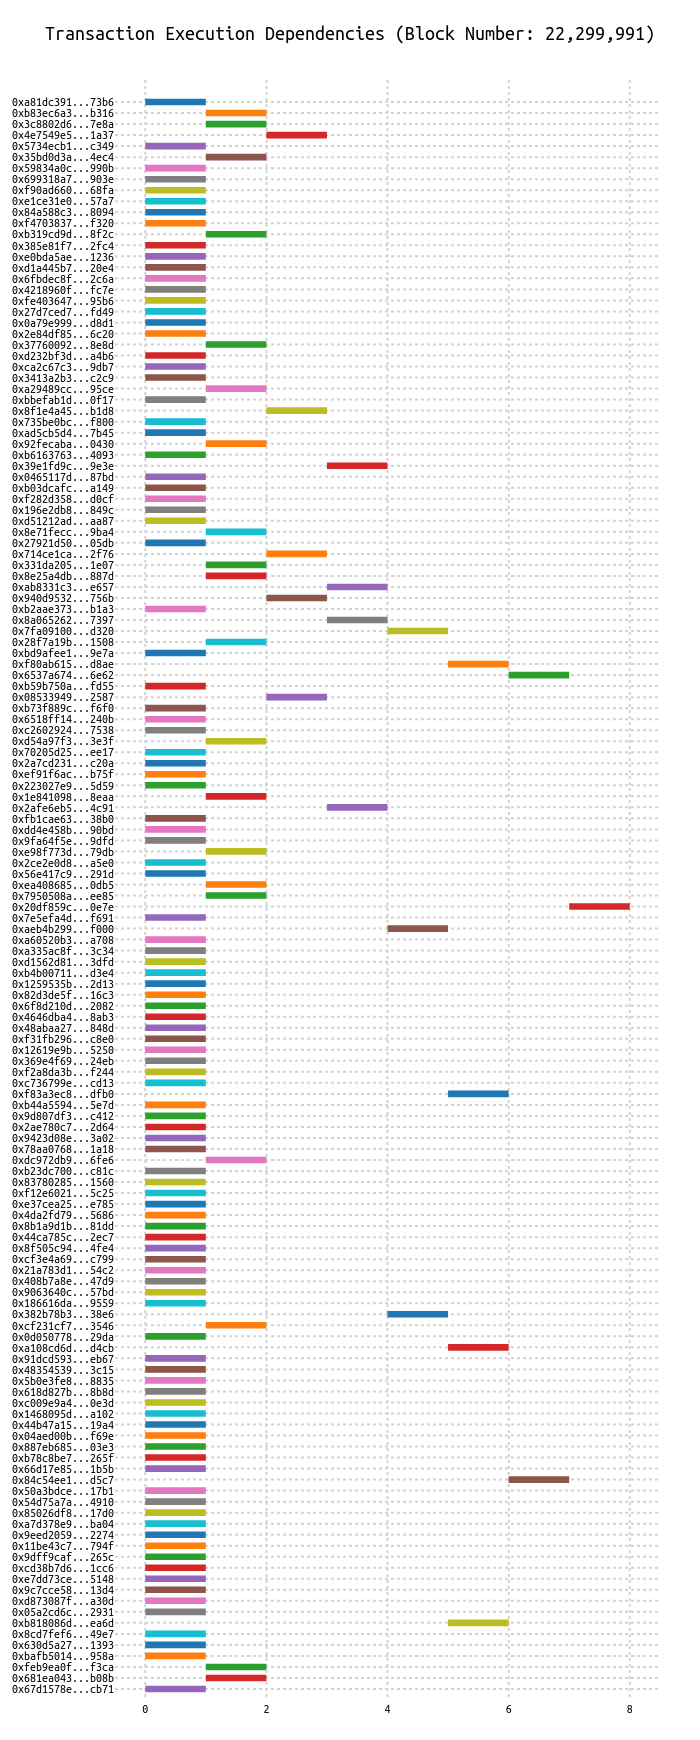 Transaction Execution Dependencies (Block Number: 22,299,991)
0xa81dc391...73b6
0xb83ec6a3...b316
0x3c8802d6...7e8a
0x4e7549e5...1a37
0x5734ecb1...c349
0x35bd0d3a...4ec4
0x59834a0c...990b
0x699318a7...903e
0xf90ad660...68fa
0xe1ce31e0...57a7
0x84a588c3...8094
0xf4703837...f320
0xb319cd9d...8f2c
0x385e81f7...2fc4
0xe0bda5ae...1236
0xd1a445b7...20e4
0x6fbdec8f...2c6a
0x4218960f...fc7e
0xfe403647...95b6
0x27d7ced7...fd49
0x0a79e999...d8d1
0x2e84df85...6c20
0x37760092...8e8d
0xd232bf3d...a4b6
0xca2c67c3...9db7
0x3413a2b3...c2c9
0xa29489cc...95ce
0xbbefab1d...0f17
0x8f1e4a45...b1d8
0x735be0bc...f800
0xad5cb5d4...7b45
0x92fecaba...0430
0xb6163763...4093
0x39e1fd9c...9e3e
0x0465117d...87bd
0xb03dcafc...a149
0xf282d358...d0cf
0x196e2db8...849c
0xd51212ad...aa87
0x8e71fecc...9ba4
0x27921d50...05db
0x714ce1ca...2f76
0x331da205...1e07
0x8e25a4db...887d
0xab8331c3...e657
0x940d9532...756b
0xb2aae373...b1a3
0x8a065262...7397
0x7fa09100...d320
0x28f7a19b...1508
0xbd9afee1...9e7a
0xf80ab615...d8ae
0x6537a674...6e62
0xb59b750a...fd55
0x08533949...2587
0xb73f889c...f6f0
0x6518ff14...240b
0xc2602924...7538
0xd54a97f3...3e3f
0x70205d25...ee17
0x2a7cd231...c20a
0xef91f6ac...b75f
0x223027e9...5d59
0x1e841098...8eaa
0x2afe6eb5...4c91
0xfb1cae63...38b0
0xdd4e458b...90bd
0x9fa64f5e...9dfd
0xe98f773d...79db
0x2ce2e0d8...a5e0
0x56e417c9...291d
0xea408685...0db5
0x7950508a...ee85
0x20df859c...0e7e
0x7e5efa4d...f691
0xaeb4b299...f000
0xa60520b3...a708
0xa335ac8f...3c34
0xd1562d81...3dfd
0xb4b00711...d3e4
0x1259535b...2d13
0x82d3de5f...16c3
0x6f8d210d...2082
0x4646dba4...8ab3
0x48abaa27...848d
0xf31fb296...c8e0
0x12619e9b...5250
0x369e4f69...24eb
0xf2a8da3b...f244
0xc736799e...cd13
0xf83a3ec8...dfb0
0xb44a5594...5e7d
0x9d807df3...c412
0x2ae780c7...2d64
0x9423d08e...3a02
0x78aa0768...1a18
0xdc972db9...6fe6
0xb23dc700...c81c
0x83780285...1560
0xf12e6021...5c25
0xe37cea25...e785
0x4da2fd79...5686
0x8b1a9d1b...81dd
0x44ca785c...2ec7
0x8f505c94...4fe4
0xcf3e4a69...c799
0x21a783d1...54c2
0x408b7a8e...47d9
0x9063640c...57bd
0x186616da...9559
0x382b78b3...38e6
0xcf231cf7...3546
0x0d050778...29da
0xa108cd6d...d4cb
0x91dcd593...eb67
0x48354539...3c15
0x5b0e3fe8...8835
0x618d827b...8b8d
0xc009e9a4...0e3d
0x1468095d...a102
0x44b47a15...19a4
0x04aed00b...f69e
0x887eb685...03e3
0xb78c8be7...265f
0x66d17e85...1b5b
0x84c54ee1...d5c7
0x50a3bdce...17b1
0x54d75a7a...4910
0x85026df8...17d0
0xa7d378e9...ba04
0x9eed2059...2274
0x11be43c7...794f
0x9dff9caf...265c
0xcd38b7d6...1cc6
0xe7dd73ce...5148
0x9c7cce58...13d4
0xd873087f...a30d
0x05a2cd6c...2931
0xb818086d...ea6d
0x8cd7fef6...49e7
0x630d5a27...1393
0xbafb5014...958a
0xfeb9ea0f...f3ca
0x681ea043...b08b
0x67d1578e...cb71
0 2 4 6 8